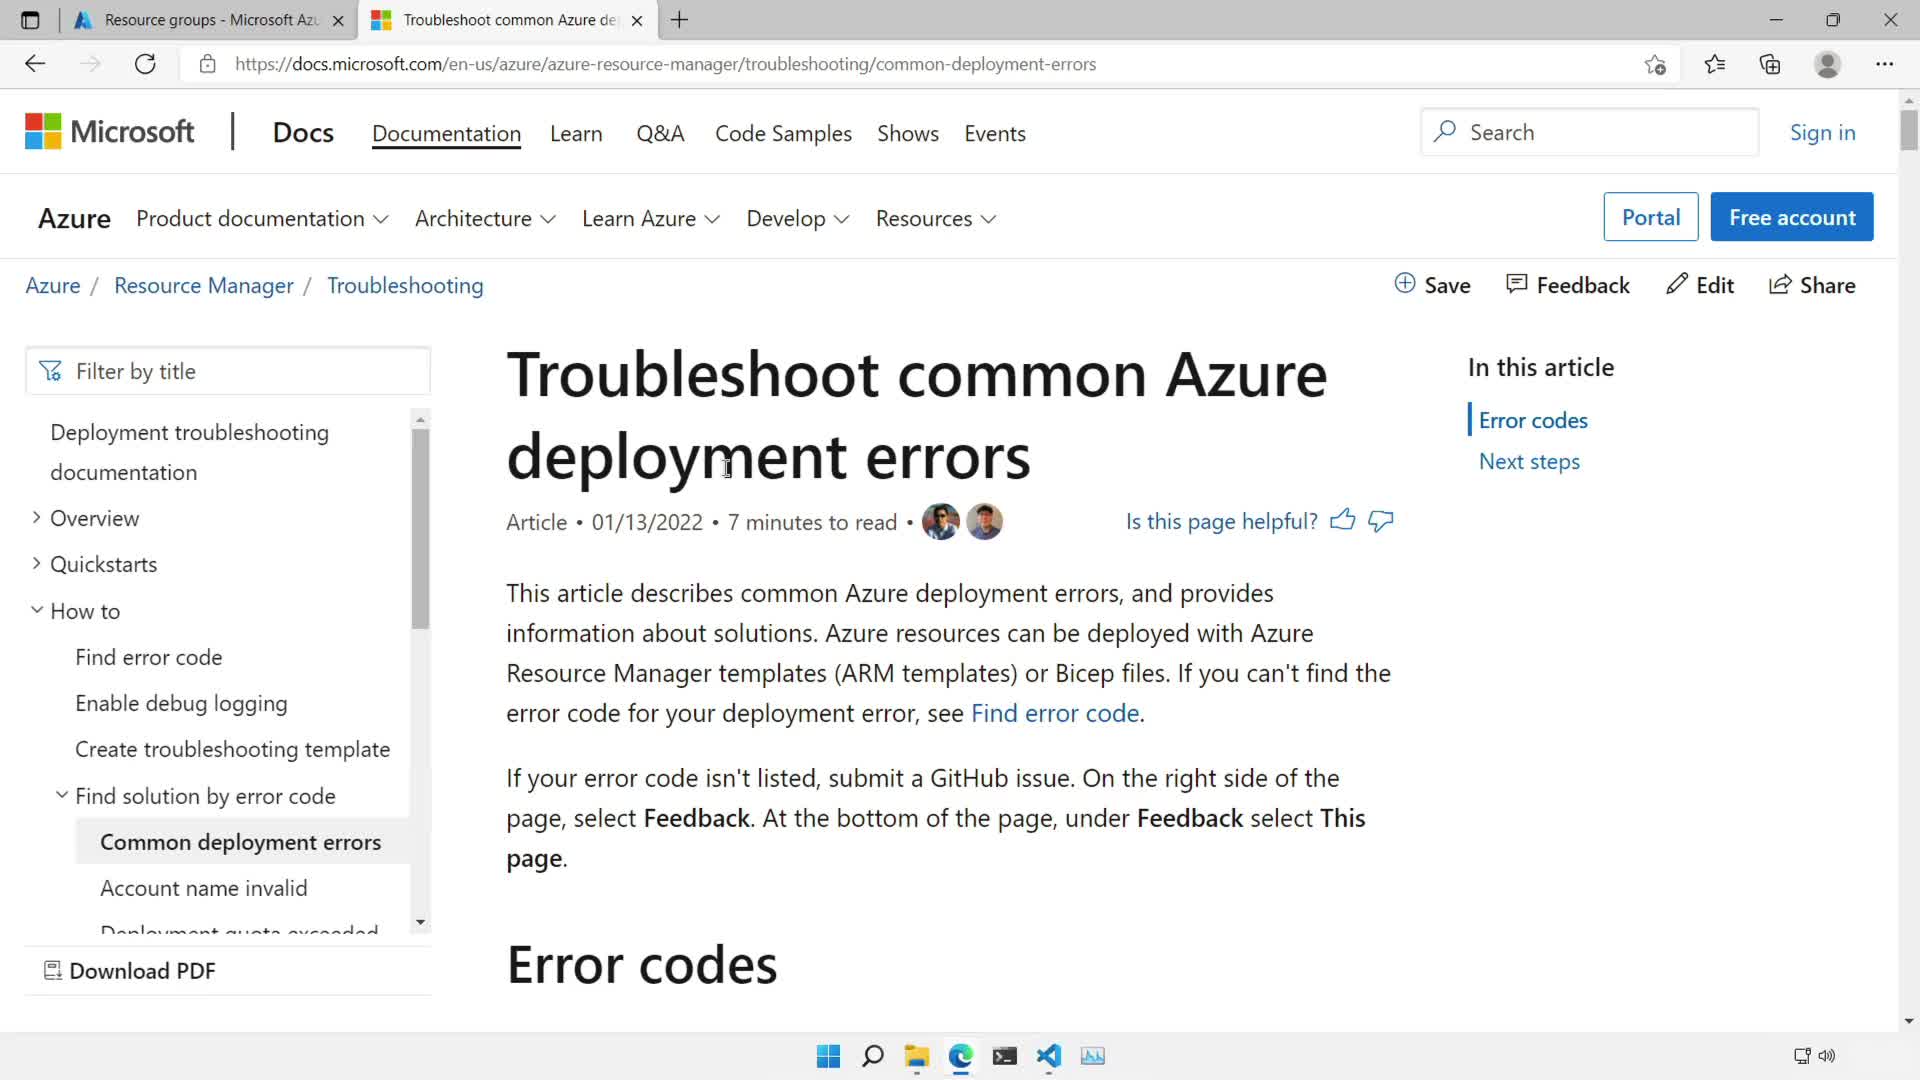 Resource groups - Microsoft Azu
Troubleshoot common Azure de
https://docs.microsoft.com/en-us/azure/azure-resource-manager/troubleshooting/common-deployment-errors
Microsoft
Docs
Documentation
Learn
Q&A
Code Samples
Shows
Events
Search
Sign in
Azure
Product documentation
Architecture
Learn Azure
Develop
Resources
Portal
Free account
Azure / Resource Manager / Troubleshooting
Save
Feedback
Edit
Share
Filter by title
Deployment troubleshooting
documentation
Overview
Quickstarts
How to
Find error code
Enable debug logging
Create troubleshooting template
Find solution by error code
Common deployment errors
Account name invalid
Deployment quota exceeded
Download PDF
Troubleshoot common Azure
deployment errors
Article • 01/13/2022 • 7 minutes to read •
Is this page helpful?
This article describes common Azure deployment errors, and provides
information about solutions. Azure resources can be deployed with Azure
Resource Manager templates (ARM templates) or Bicep files. If you can't find the
error code for your deployment error, see Find error code.
If your error code isn't listed, submit a GitHub issue. On the right side of the
page, select Feedback. At the bottom of the page, under Feedback select This
page.
Error codes
In this article
Error codes
Next steps